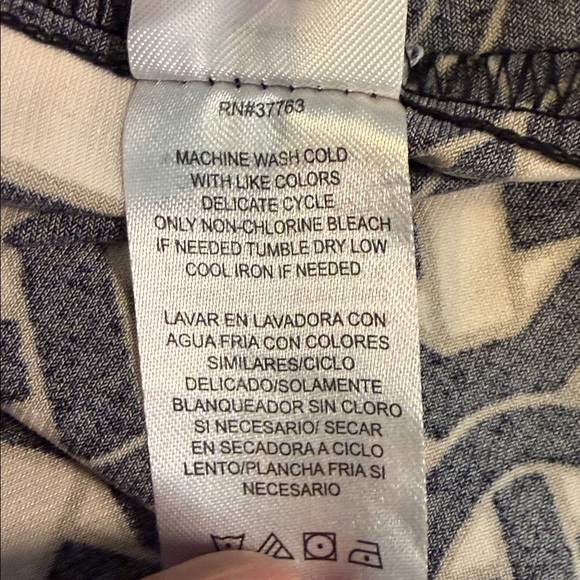 RN#37763
MACHINE WASH COLD
WITH LIKE COLORS
DELICATE CYCLE
ONLY NON-CHLORINE BLEACH
IF NEEDED TUMBLE DRY LOW
COOL IRON IF NEEDED
LAVAR EN LAVADORA CON
AGUA FRIA CON COLORES
SIMILARES/CICLO
DELICADO/SOLAMENTE
BLANQUEADOR SIN CLORO
SI NECESARIO/ SECAR
EN SECADORA A CICLO
LENTO/PLANCHA FRIA SI
NECESARIO